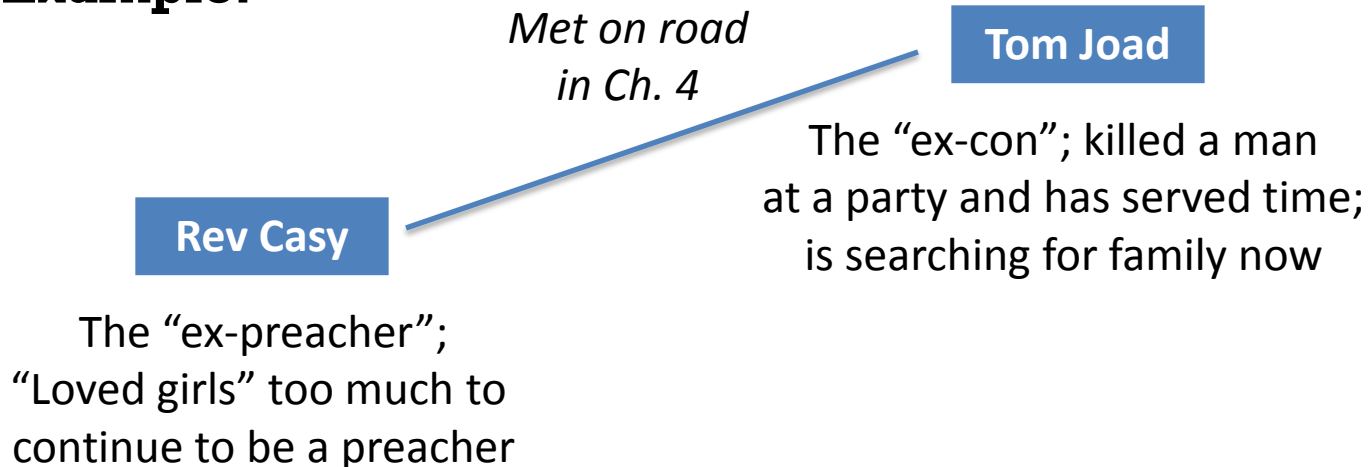 Example:
Met on road
in Ch. 4
Tom Joad
The “ex-con”; killed a man
at a party and has served time;
is searching for family now
Rev Casy
The “ex-preacher”;
“Loved girls” too much to
continue to be a preacher